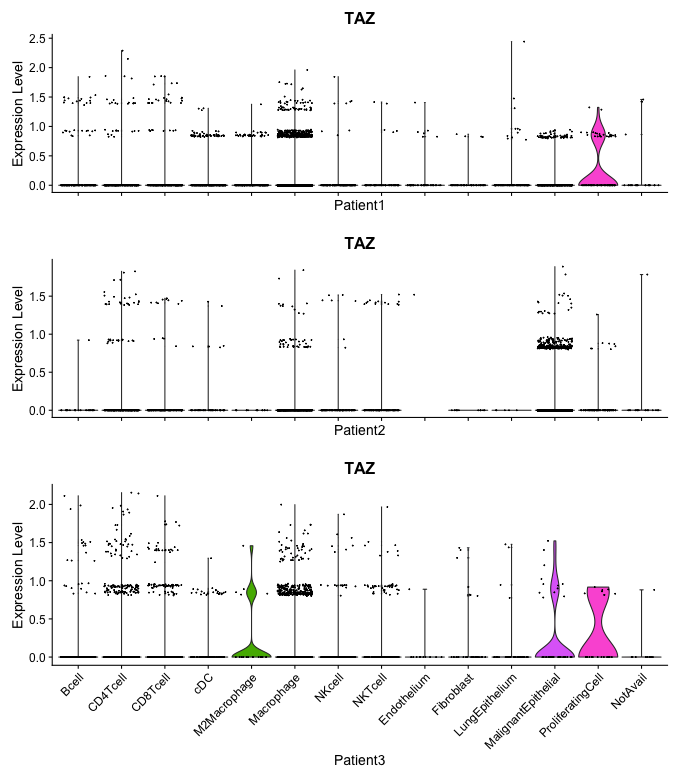 TAZ
Expression Level
2.5
2.0
1.5
1.0
0.5
0.0
Patient1
TAZ
Expression Level
1.5
1.0
0.5
0.0
Patient2
TAZ
Expression Level
2.0
1.5
1.0
0.5
0.0
Bcell
CD4Tcell
CD8Tcell
cDC
M2Macrophage
Macrophage
NKcell
NKTcell
Endothelium
Fibroblast
LungEpithelium
MalignantEpithelial
ProliferatingCell
NotAvail
Patient3